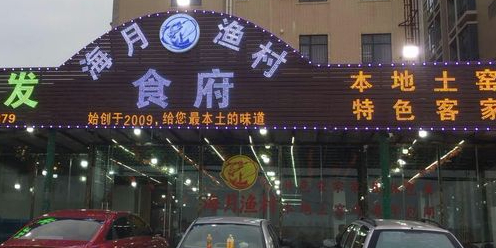 海月渔村
食府
始创于2009,给您最本土的味道
发
079
本地土窑
特色客家
海月渔村